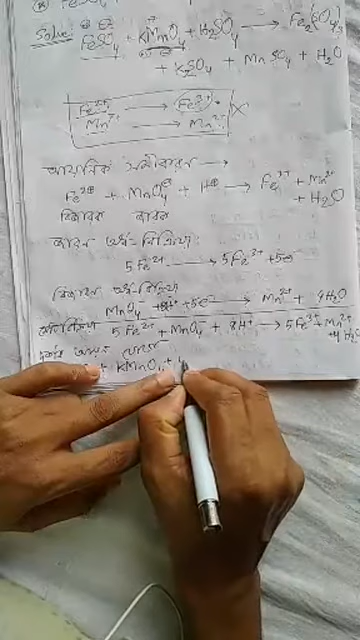 Solve: FeSO₄ + KMnO₄ + H₂SO₄ → Fe₂(SO₄)₃
+ K₂SO₄ + MnSO₄ + H₂O
Fe²⁺ → Fe³⁺
Mn⁷⁺ → Mn²⁺
আয়নিক সমীকরণ →
Fe²⁺ + MnO₄⁻ + H⁺ → Fe³⁺ + Mn²⁺
+ H₂O
বিজারক জারক
জারণ অর্ধ-বিক্রিয়া:
5Fe²⁺ → 5Fe³⁺ + 5e⁻
বিজারণ অর্ধ-বিক্রিয়া
MnO₄⁻ + 8H⁺ + 5e⁻ → Mn²⁺ + 4H₂O
5Fe²⁺ + MnO₄⁻ + 8H⁺ → 5Fe³⁺ + Mn²⁺
+ 4H₂O
আয়ন যোগে
+ KMnO₄ +